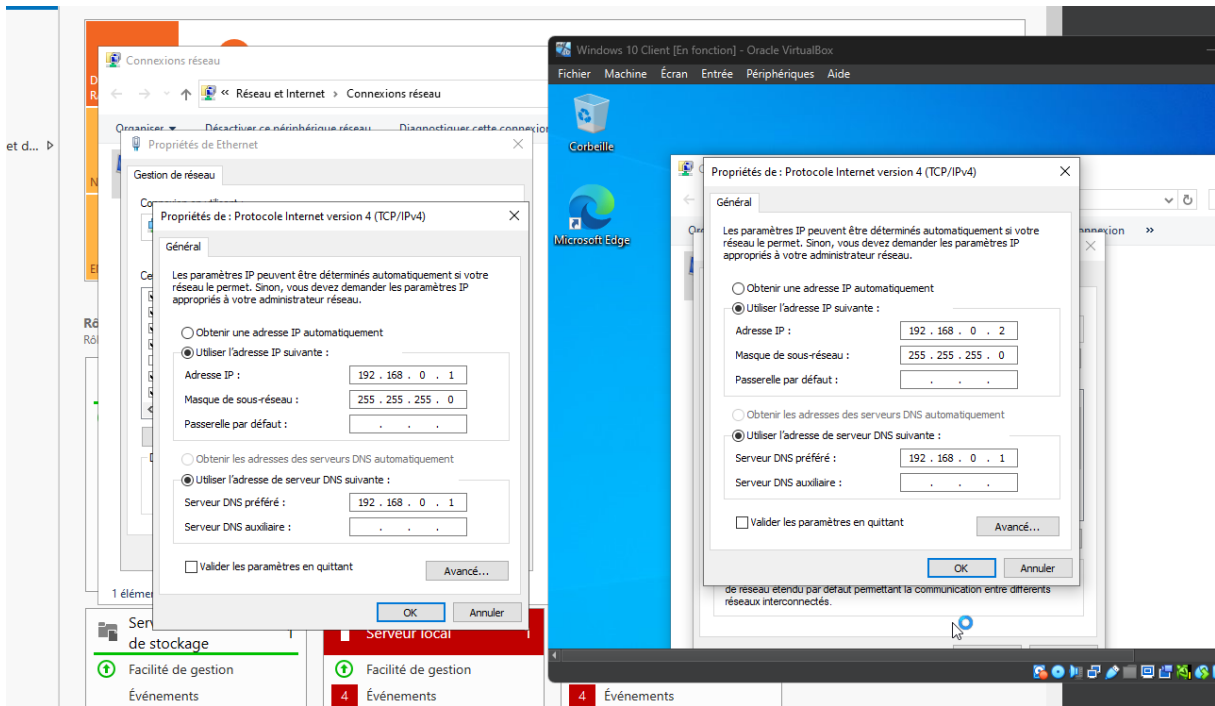 Connexions réseau
« Réseau et Internet > Connexions réseau
Organiser Désactiver ce périphérique réseau Diagnostiquer cette connexion
et d...
Propriétés de Ethernet
Gestion de réseau
Propriétés de : Protocole Internet version 4 (TCP/IPv4)
Général
Les paramètres IP peuvent être déterminés automatiquement si votre
réseau le permet. Sinon, vous devez demander les paramètres IP
appropriés à votre administrateur réseau.
Obtenir une adresse IP automatiquement
Utiliser l'adresse IP suivante :
Adresse IP : 192 . 168 . 0 . 1
Masque de sous-réseau : 255 . 255 . 255 . 0
Passerelle par défaut : . . .
Obtenir les adresses des serveurs DNS automatiquement
Utiliser l'adresse de serveur DNS suivante :
Serveur DNS préféré : 192 . 168 . 0 . 1
Serveur DNS auxiliaire : . . .
Valider les paramètres en quittant
Avancé...
OK Annuler
1 éléme
Rô
Rôl
Ser
de stockage
1
Facilité de gestion
Événements
Serveur local
1
Facilité de gestion
4 Événements
4 Événements
Windows 10 Client [En fonction] - Oracle VirtualBox
Fichier Machine Écran Entrée Périphériques Aide
Corbeille
Microsoft Edge
Propriétés de : Protocole Internet version 4 (TCP/IPv4)
Général
Les paramètres IP peuvent être déterminés automatiquement si votre
réseau le permet. Sinon, vous devez demander les paramètres IP
appropriés à votre administrateur réseau.
Obtenir une adresse IP automatiquement
Utiliser l'adresse IP suivante :
Adresse IP : 192 . 168 . 0 . 2
Masque de sous-réseau : 255 . 255 . 255 . 0
Passerelle par défaut : . . .
Obtenir les adresses des serveurs DNS automatiquement
Utiliser l'adresse de serveur DNS suivante :
Serveur DNS préféré : 192 . 168 . 0 . 1
Serveur DNS auxiliaire : . . .
Valider les paramètres en quittant
Avancé...
OK Annuler
de réseau étendu par défaut permettant la communication entre différents
réseaux interconnectés.